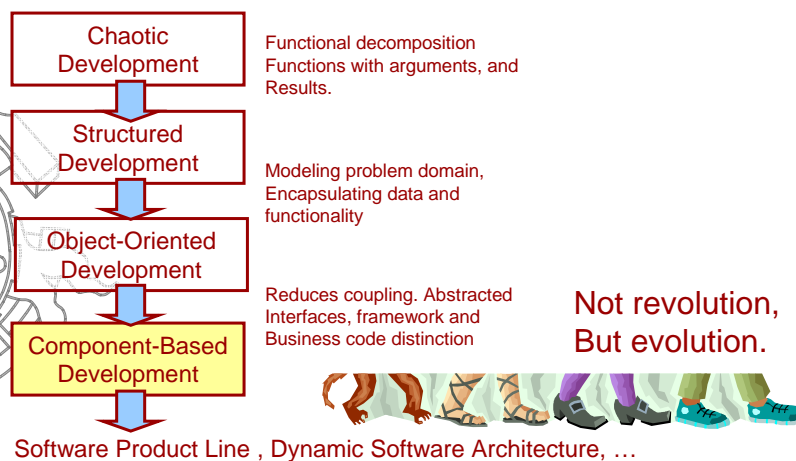 Chaotic
Development
Functional decomposition
Functions with arguments, and
Results.
Structured
Development
Modeling problem domain,
Encapsulating data and
functionality
Object-Oriented
Development
Reduces coupling. Abstracted
Interfaces, framework and
Business code distinction
Not revolution,
But evolution.
Component-Based
Development
Software Product Line , Dynamic Software Architecture, …